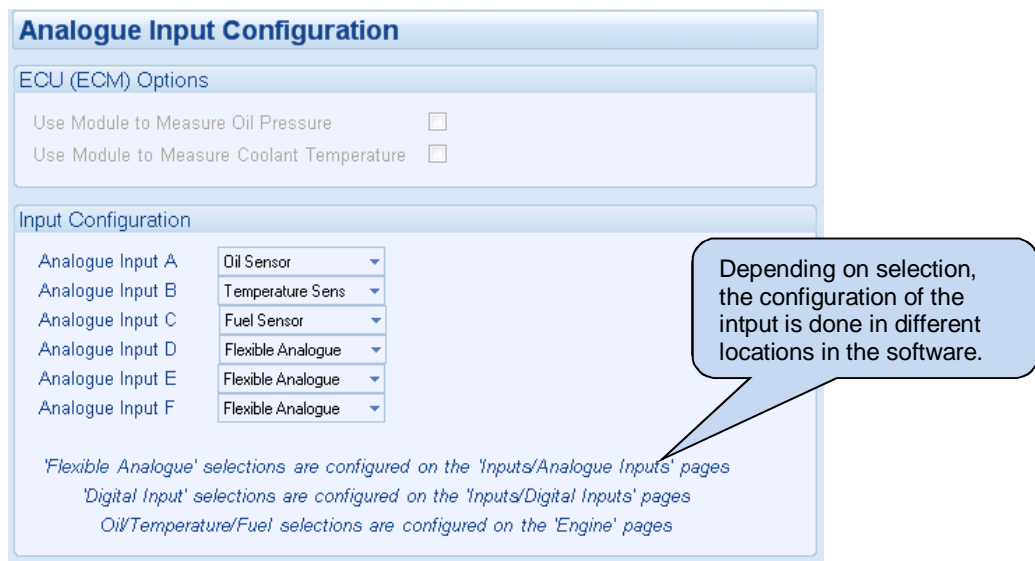 Analogue Input Configuration
ECU (ECM) Options
Use Module to Measure Oil Pressure
Use Module to Measure Coolant Temperature
Input Configuration
Analogue Input A Oil Sensor
Analogue Input B Temperature Sens
Analogue Input C Fuel Sensor
Analogue Input D Flexible Analogue
Analogue Input E Flexible Analogue
Analogue Input F Flexible Analogue
Depending on selection,
the configuration of the
intput is done in different
locations in the software.
'Flexible Analogue' selections are configured on the 'Inputs/Analogue Inputs' pages
'Digital Input' selections are configured on the 'Inputs/Digital Inputs' pages
Oil/Temperature/Fuel selections are configured on the 'Engine' pages